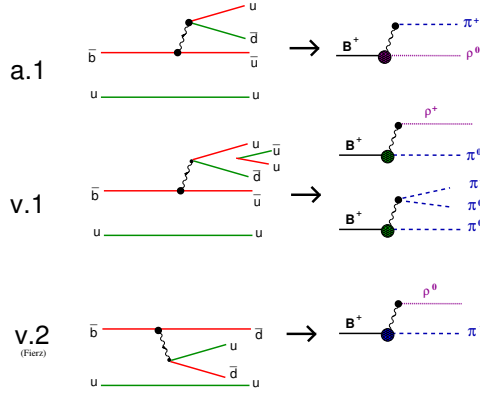 a.1
b̅ u
u
d̅
u̅
u
B⁺ π⁺
ρ⁰
v.1
b̅ u
u
u̅
u
d̅
u̅
u
B⁺ ρ⁺
π⁰
B⁺ π
π⁰
π⁰
v.2
(Fierz)
b̅ d̅
u
d̅
u u
B⁺ ρ⁰
π